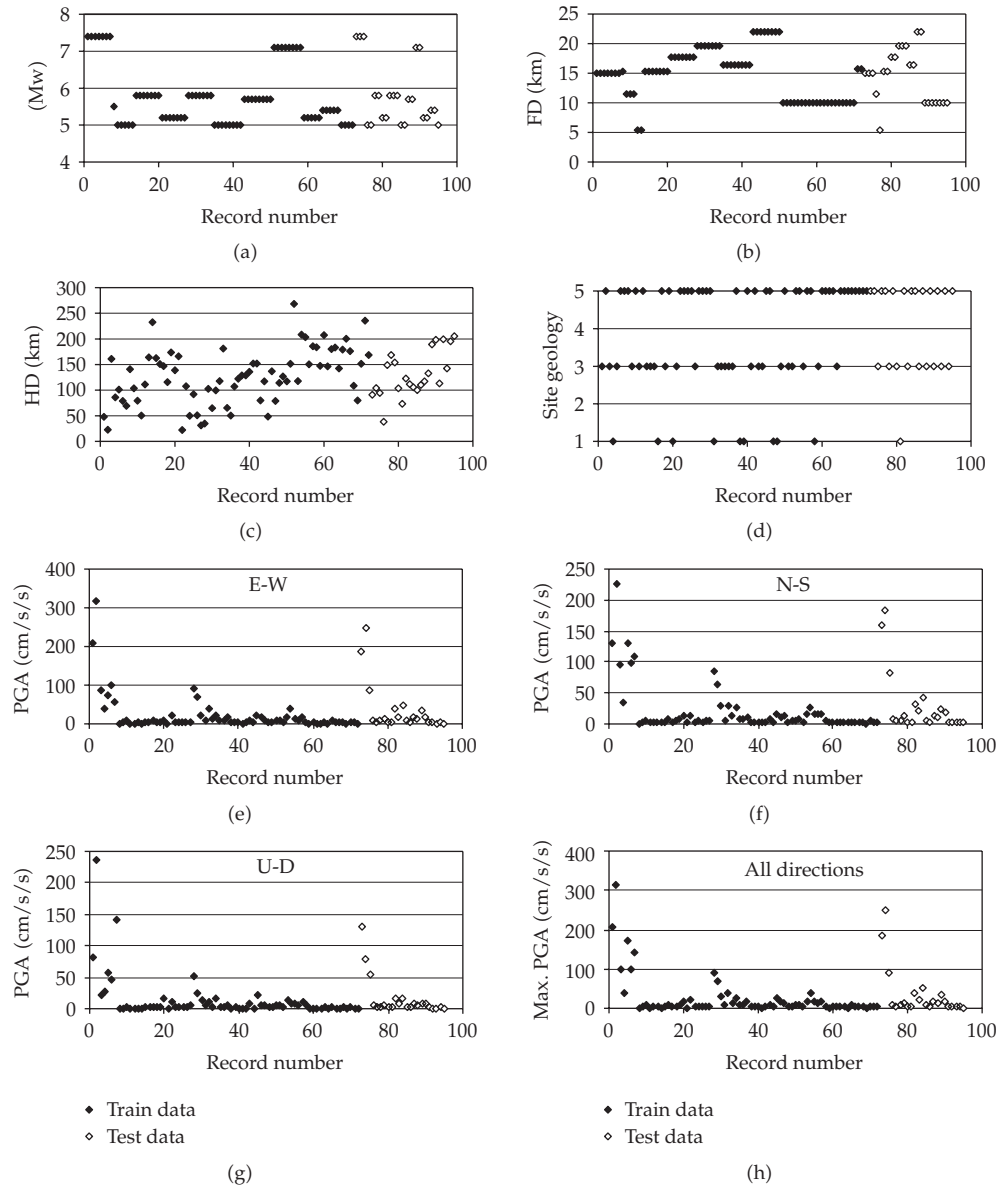 8
7
6
5
4
(Mw)
0 20 40 60 80 100
Record number
(a)
25
20
15
10
5
0
FD (km)
0 20 40 60 80 100
Record number
(b)
300
250
200
150
100
50
0
HD (km)
0 20 40 60 80 100
Record number
(c)
5
4
3
2
1
Site geology
0 20 40 60 80 100
Record number
(d)
400
300
200
100
0
PGA (cm/s/s)
E-W
0 20 40 60 80 100
Record number
(e)
250
200
150
100
50
0
PGA (cm/s/s)
N-S
0 20 40 60 80 100
Record number
(f)
250
200
150
100
50
0
PGA (cm/s/s)
U-D
0 20 40 60 80 100
Record number
Train data
Test data
(g)
400
300
200
100
0
Max. PGA (cm/s/s)
All directions
0 20 40 60 80 100
Record number
Train data
Test data
(h)